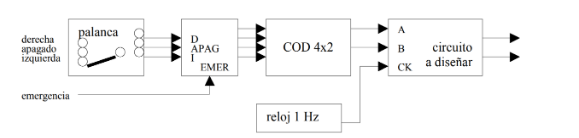 palanca
derecha
apagado
izquierda
D
APAG
I
EMER
COD 4x2
A
B
CK
circuito
a diseñar
emergencia
reloj 1 Hz